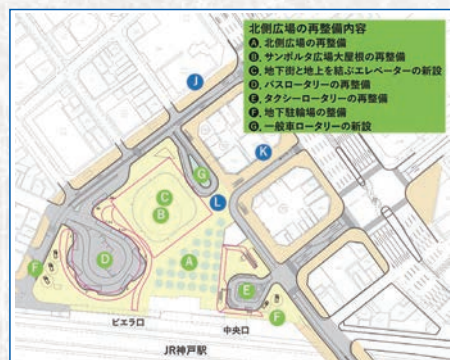 北側広場の再整備内容
A. 北側広場の再整備
B. サンポルタ広場大屋根の再整備
C. 地下街と地上を結ぶエレベーターの新設
D. バスロータリーの再整備
E. タクシーロータリーの再整備
F. 地下駐輪場の整備
G. 一般車ロータリーの新設
J
K
G
L
C
B
A
D
F
E
F
ビエラ口
中央口
JR神戸駅